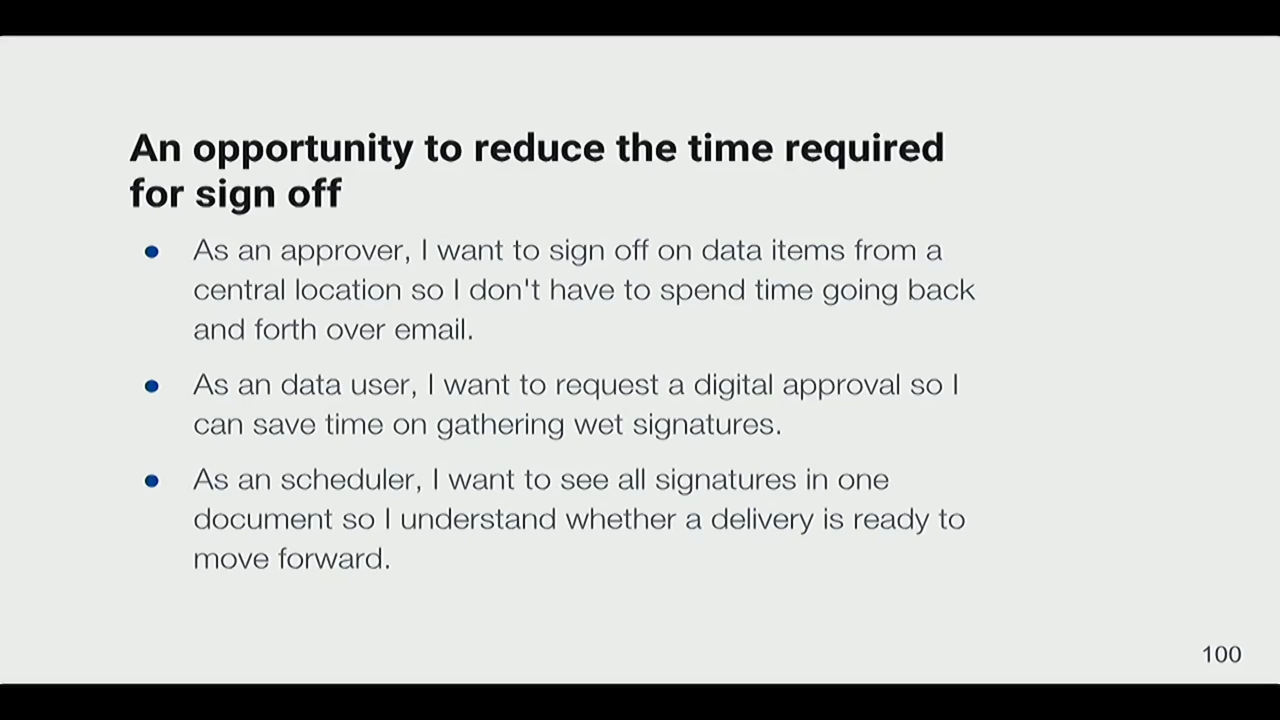 An opportunity to reduce the time required
for sign off
● As an approver, I want to sign off on data items from a
central location so I don't have to spend time going back
and forth over email.
● As an data user, I want to request a digital approval so I
can save time on gathering wet signatures.
● As an scheduler, I want to see all signatures in one
document so I understand whether a delivery is ready to
move forward.
100